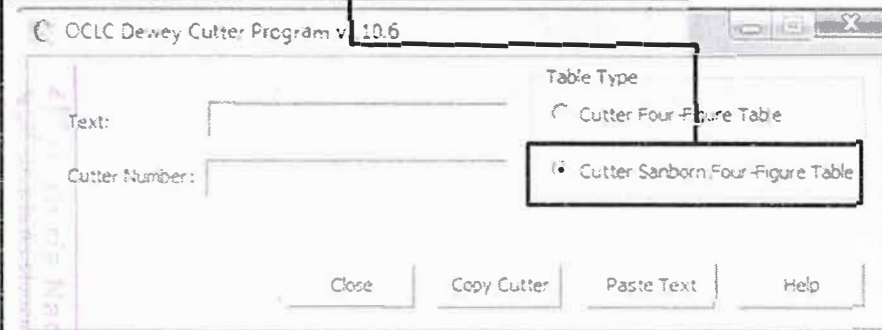 OCLC Dewey Cutter Program v1.10.6
Table Type
Text:
Cutter Four-Figure Table
Cutter Number:
Cutter Sanborn Four-Figure Table
Close Copy Cutter Paste Text Help